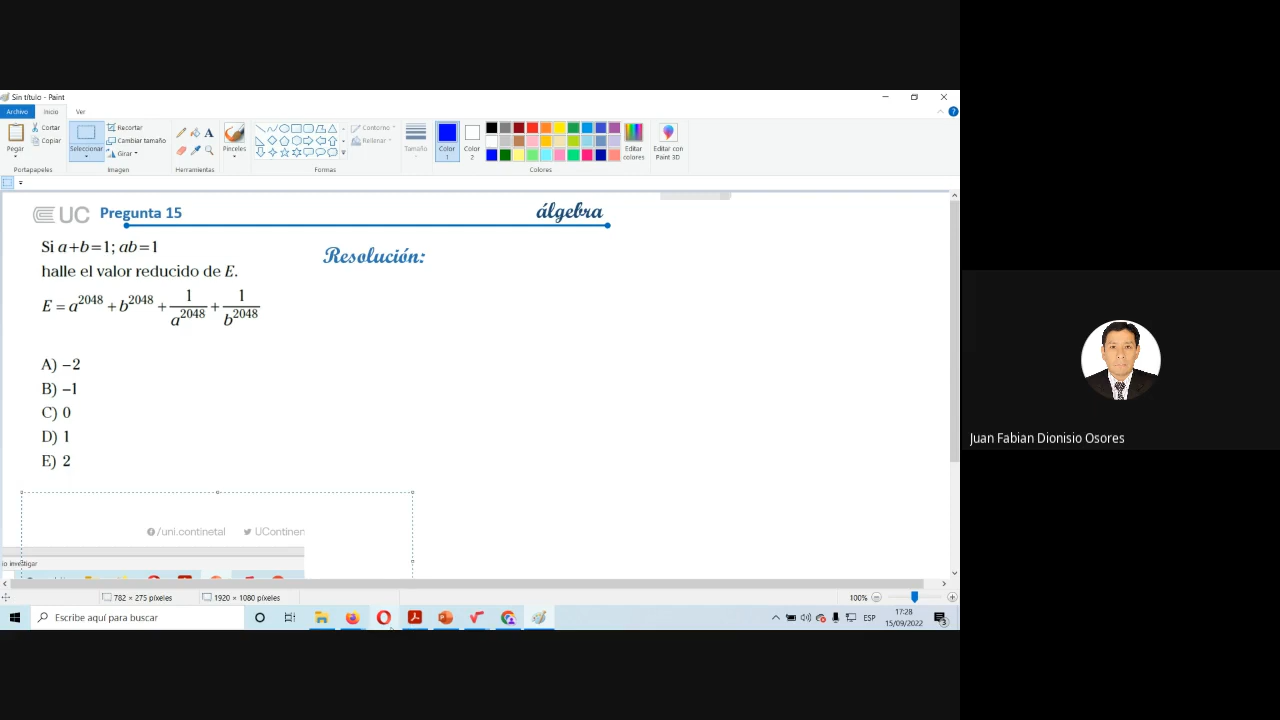 Sin título - Paint
Archivo Inicio Ver
Pegar
Cortar
Copiar
Portapapeles
Seleccionar
Recortar
Cambiar tamaño
Girar
Imagen
Herramientas
Pinceles
Contorno
Rellenar
Formas
Tamaño
Color 1
Color 2
Editar colores
Colores
Editar con Paint 3D
UC Pregunta 15 álgebra
Si a+b=1; ab=1
halle el valor reducido de E.
E = a^2048 + b^2048 + 1/a^2048 + 1/b^2048
A) –2
B) –1
C) 0
D) 1
E) 2
Resolución:
/uni.continetal UContinen
io investigar
782 × 275 píxeles 1920 × 1080 píxeles 100%
Escribe aquí para buscar
ESP
17:28
15/09/2022
3
Juan Fabian Dionisio Osores